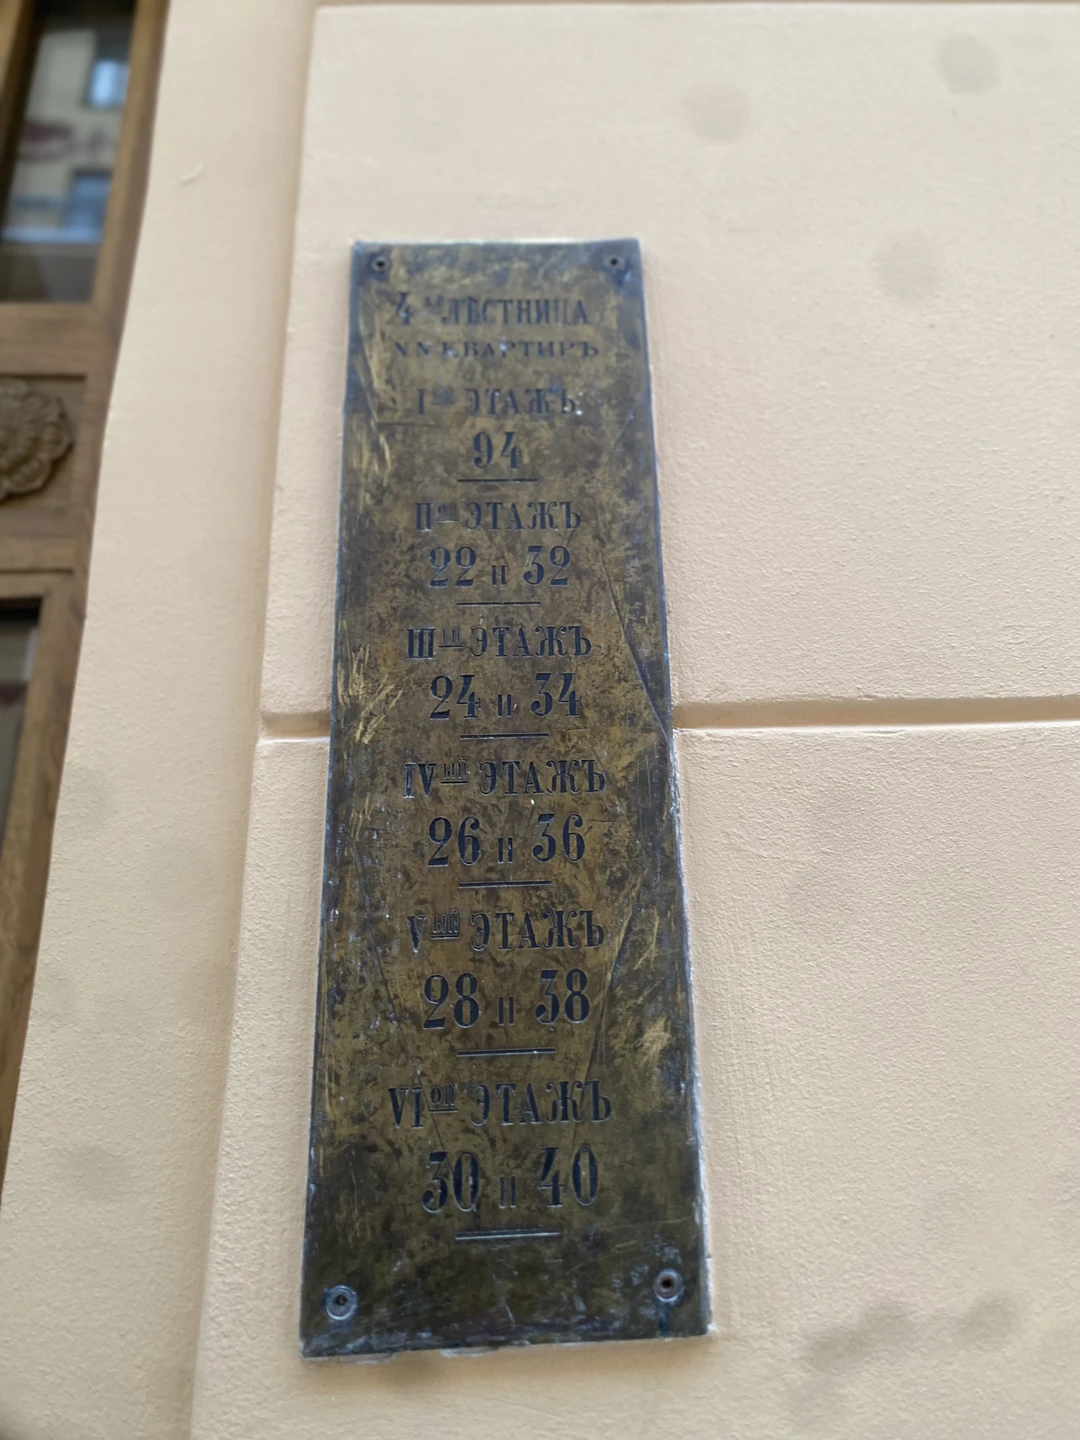 4ая ЛѢСТНИЦА
NN КВАРТИРЪ
Iый ЭТАЖЪ
94
IIой ЭТАЖЪ
22 и 32
IIIій ЭТАЖЪ
24 и 34
IVый ЭТАЖЪ
26 и 36
Vый ЭТАЖЪ
28 и 38
VIой ЭТАЖЪ
30 и 40